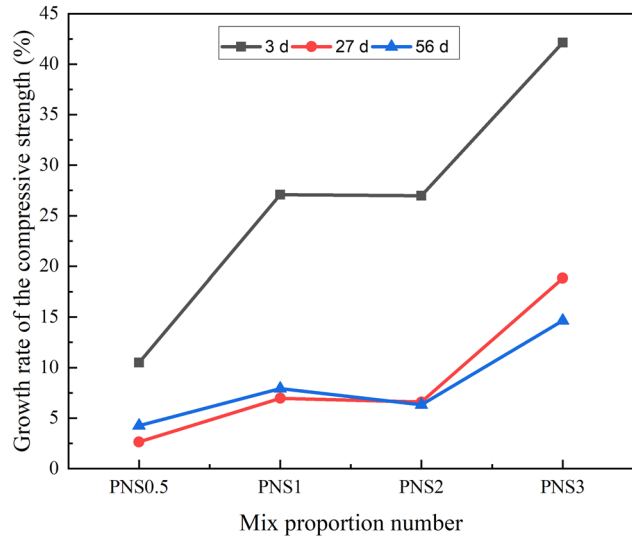 45
40
35
30
25
20
15
10
5
0
Growth rate of the compressive strength (%)
3 d 27 d 56 d
PNS0.5 PNS1 PNS2 PNS3
Mix proportion number